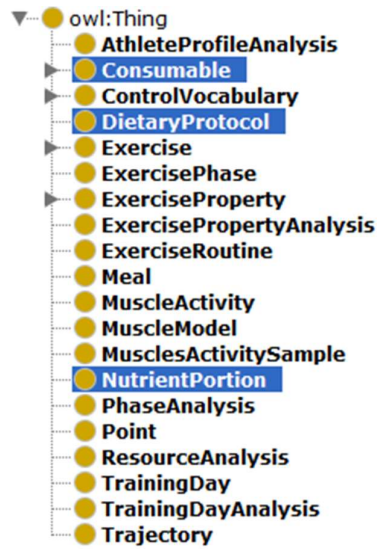 owl:Thing
AthleteProfileAnalysis
Consumable
ControlVocabulary
DietaryProtocol
Exercise
ExercisePhase
ExerciseProperty
ExercisePropertyAnalysis
ExerciseRoutine
Meal
MuscleActivity
MuscleModel
MusclesActivitySample
NutrientPortion
PhaseAnalysis
Point
ResourceAnalysis
TrainingDay
TrainingDayAnalysis
Trajectory